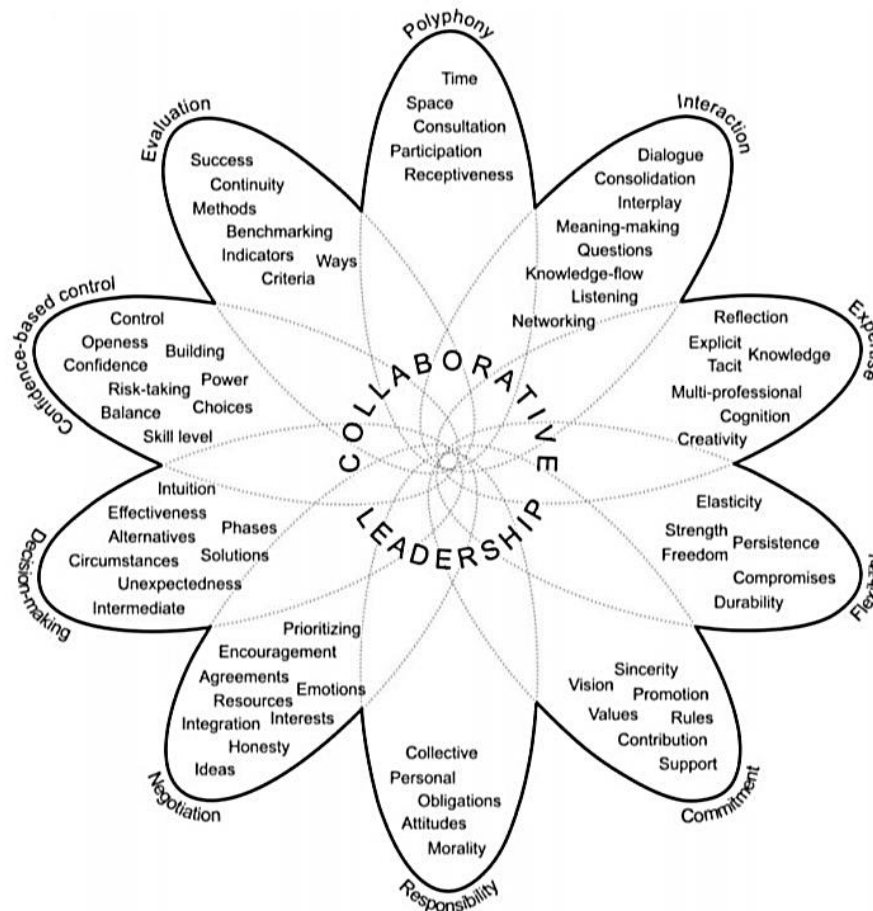 Polyphony
Time
Space
Consultation
Participation
Receptiveness
Interaction
Dialogue
Consolidation
Interplay
Meaning-making
Questions
Knowledge-flow
Listening
Networking
Expertise
Reflection
Explicit
Tacit
Knowledge
Multi-professional
Cognition
Creativity
Elasticity
Strength
Persistence
Freedom
Compromises
Durability
Commitment
Sincerity
Vision
Promotion
Values
Rules
Contribution
Support
Responsibility
Collective
Personal
Obligations
Attitudes
Morality
Negotiation
Prioritizing
Encouragement
Agreements
Emotions
Resources
Interests
Integration
Honesty
Ideas
Decision-making
Intuition
Effectiveness
Phases
Alternatives
Solutions
Circumstances
Unexpectedness
Intermediate
Confidence-based control
Control
Openess
Building
Confidence
Power
Risk-taking
Choices
Balance
Skill level
Evaluation
Success
Continuity
Methods
Benchmarking
Indicators
Ways
Criteria
COLLABORATIVE
LEADERSHIP